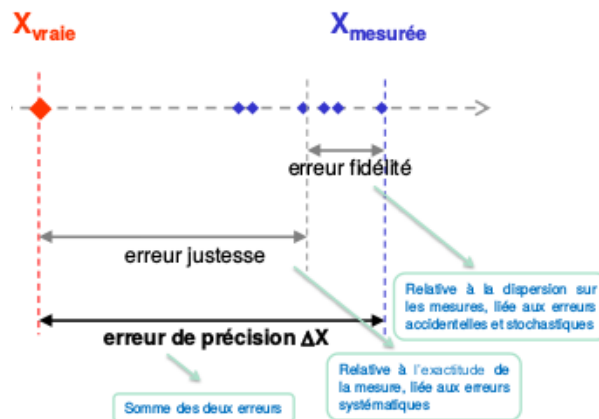 Xvraie
Xmesurée
erreur fidélité
erreur justesse
Relative à la dispersion sur
les mesures, liée aux erreurs
accidentelles et stochastiques
erreur de précision ΔX
Relative à l'exactitude de
la mesure, liée aux erreurs
systématiques
Somme des deux erreurs